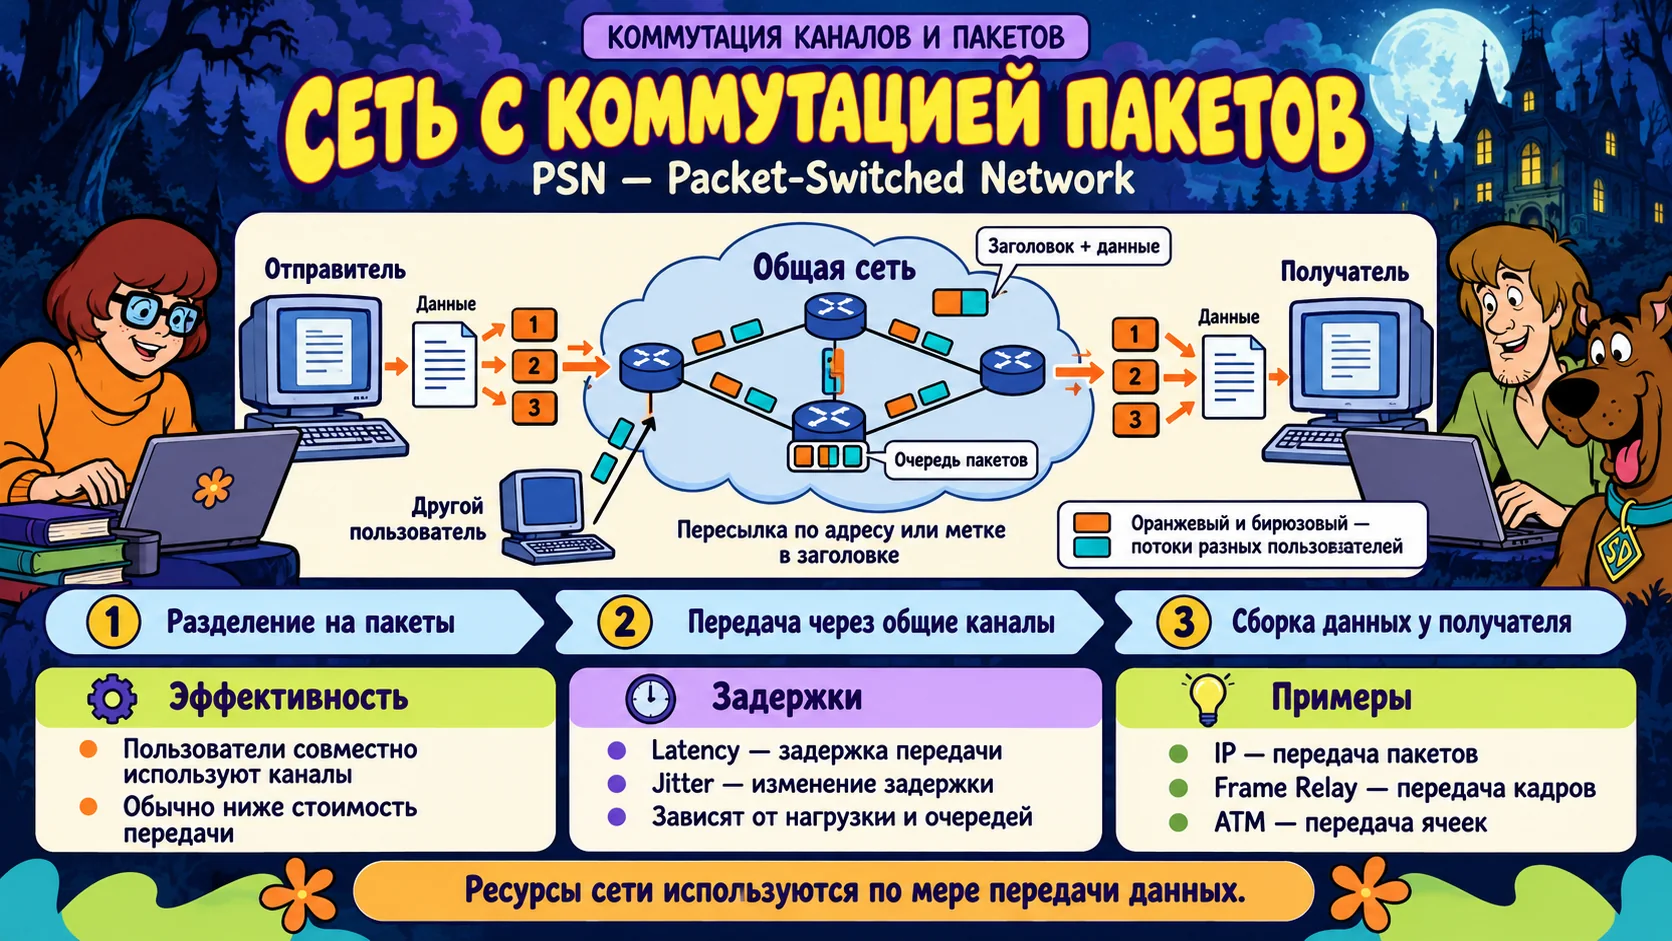 КОММУТАЦИЯ КАНАЛОВ И ПАКЕТОВ
СЕТЬ С КОММУТАЦИЕЙ ПАКЕТОВ
PSN — Packet-Switched Network
Отправитель
Данные
1
2
3
Общая сеть
Заголовок + данные
Очередь пакетов
Получатель
Данные
1
2
3
Другой
пользователь
Пересылка по адресу или метке
в заголовке
Оранжевый и бирюзовый —
потоки разных
SD
1 Разделение на пакеты
2 Передача через общие каналы
3 Сборка данных у получателя
Эффективность
Пользователи совместно
используют каналы
Обычно ниже стоимость
передачи
Задержки
Latency — задержка передачи
Jitter — изменение задержки
Зависят от нагрузки и очередей
Примеры
IP — передача пакетов
Frame Relay — передача кадров
ATM — передача ячеек
Ресурсы сети используются по мере передачи данных.